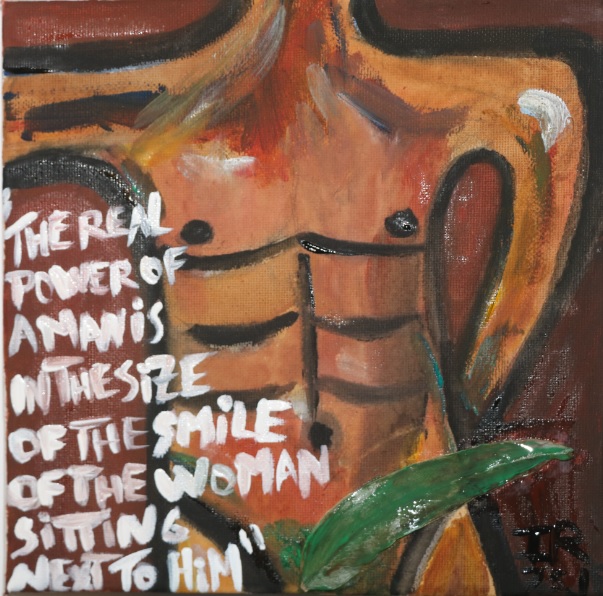 "THE REAL
POWER OF
A MAN iS
IN THE SIZE
OF THE SMiLE
OF THE WOMAN
SiTTiNG
NEXT TO HiM"